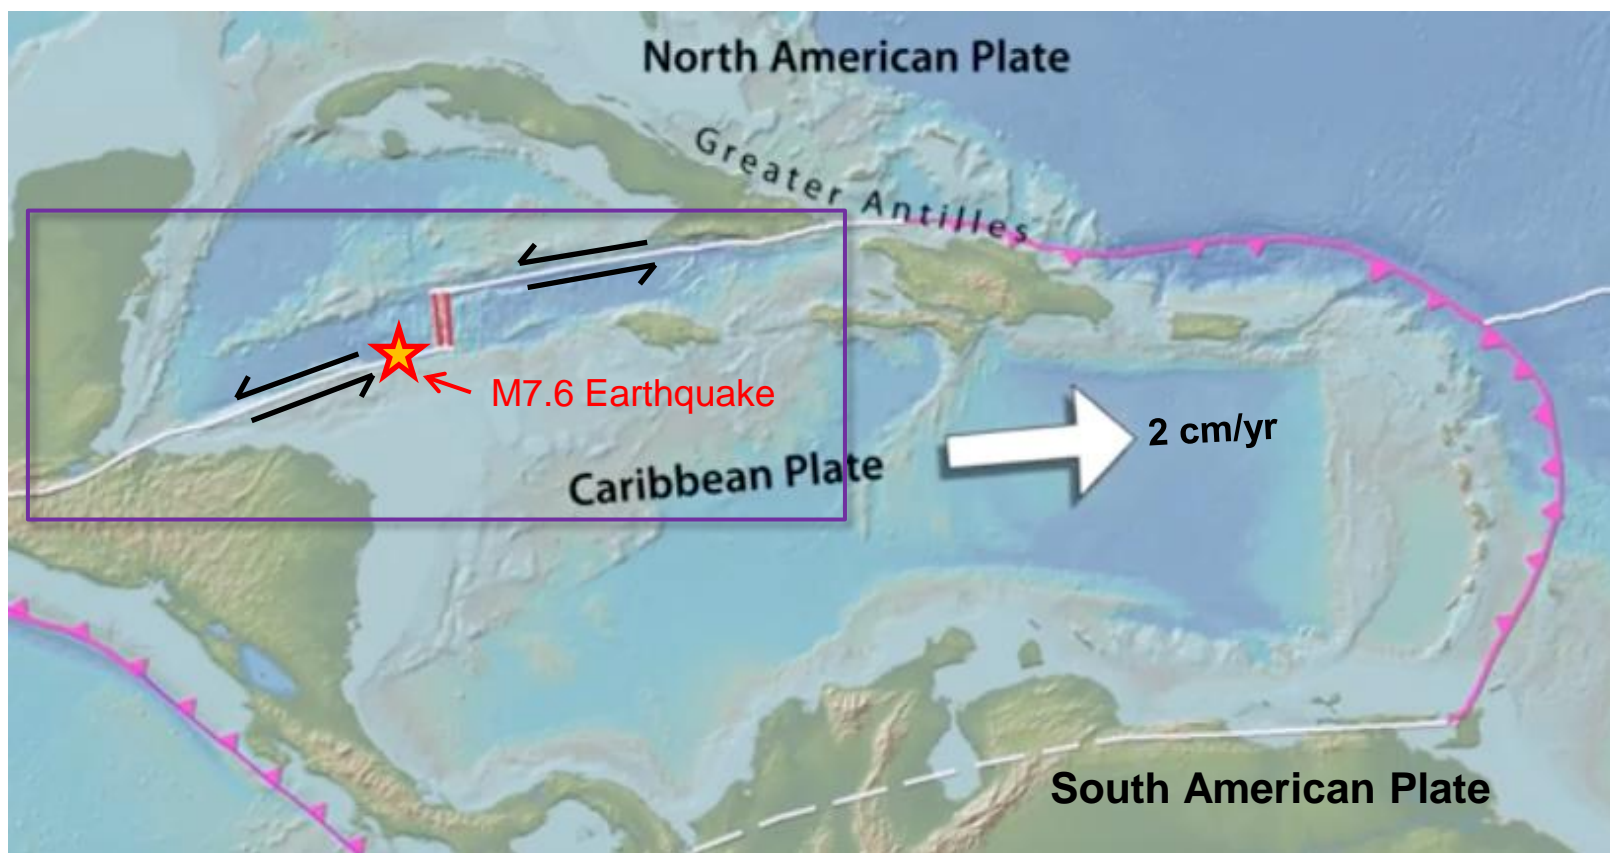 North American Plate
Greater Antilles
M7.6 Earthquake
2 cm/yr
Caribbean Plate
South American Plate